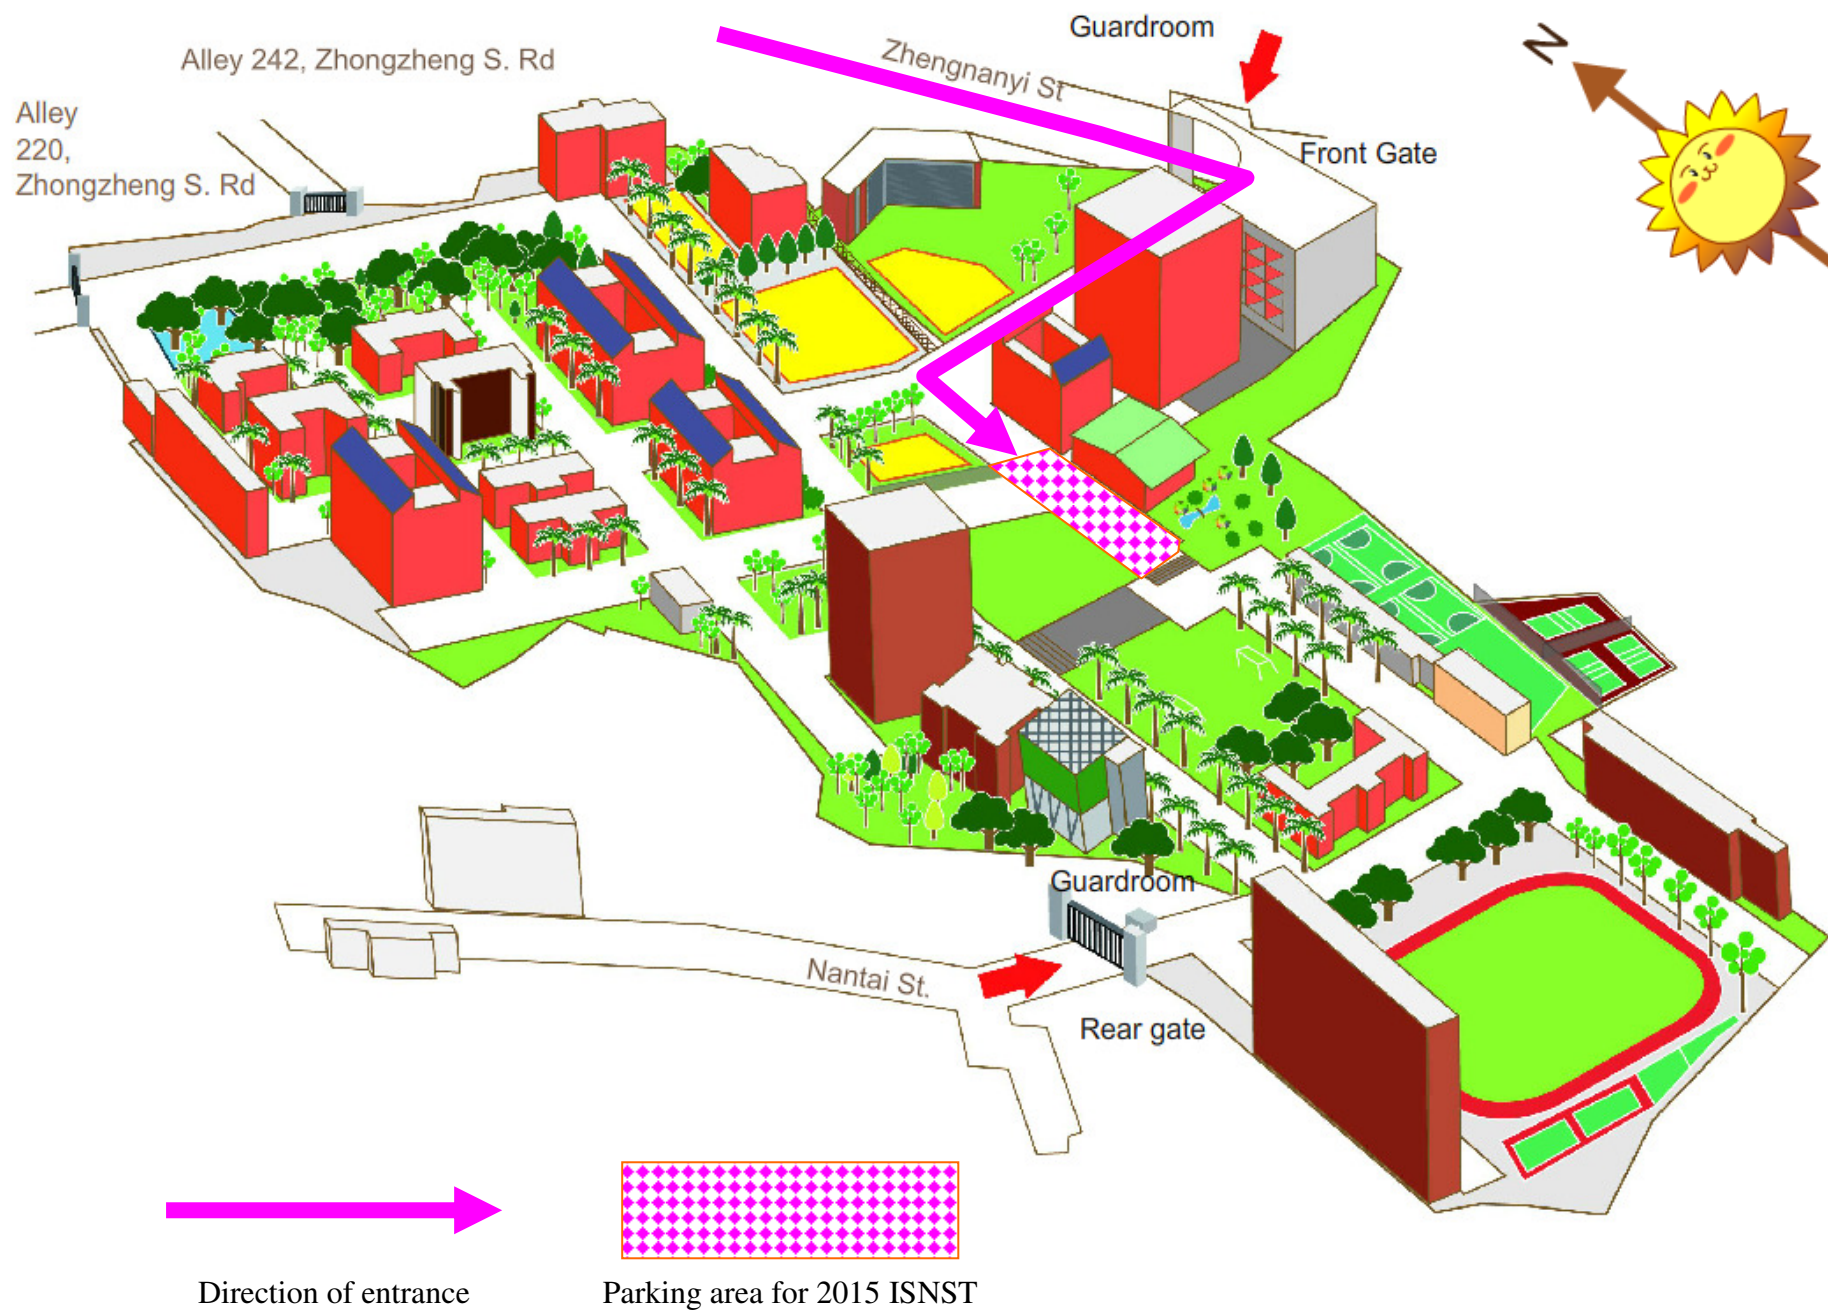 Guardroom
Alley 242, Zhongzheng S. Rd
Zhengnanyi St
N
Alley
220,
Zhongzheng S. Rd
Front Gate
Guardroom
Nantai St.
Rear gate
Direction of entrance
Parking area for 2015 ISNST